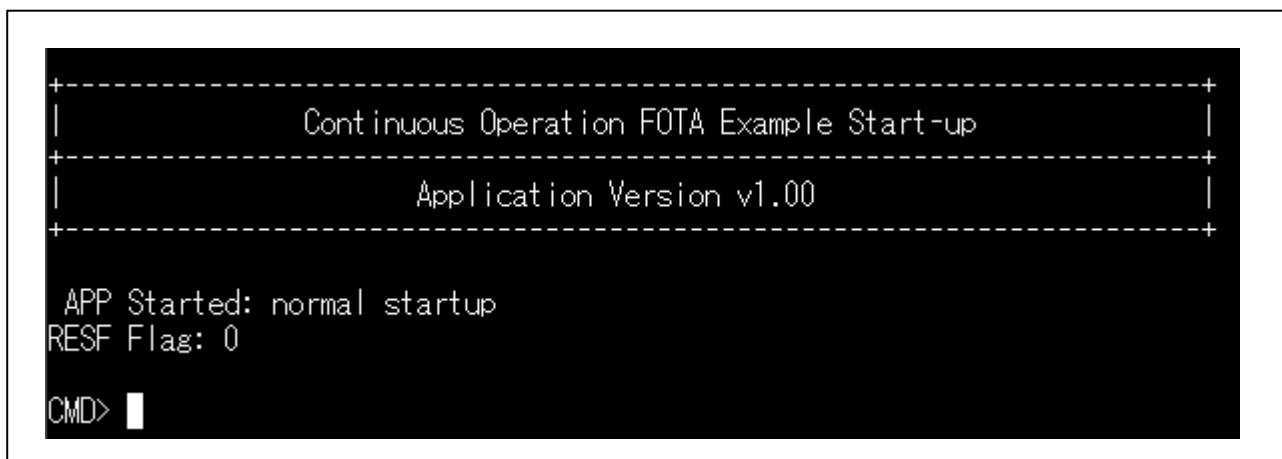 +----------------------------------------------------------------------+
| Continuous Operation FOTA Example Start-up |
+----------------------------------------------------------------------+
| Application Version v1.00 |
+----------------------------------------------------------------------+
APP Started: normal startup
RESF Flag: 0
CMD>